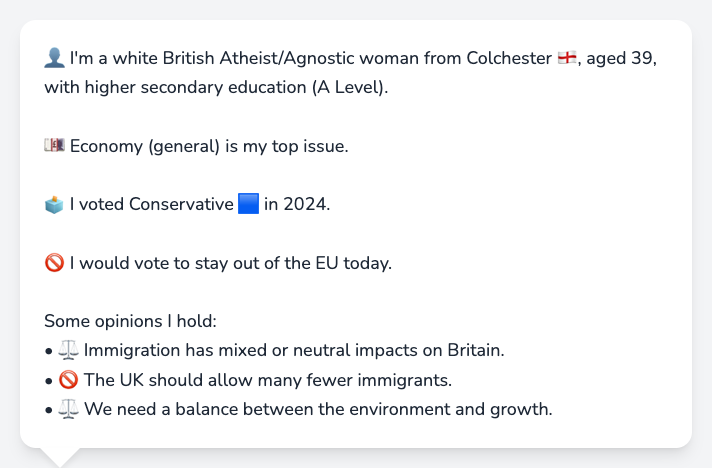 👤 I'm a white British Atheist/Agnostic woman from Colchester 🏴󠁧󠁢󠁥󠁮󠁧󠁿, aged 39,
with higher secondary education (A Level).
💷 Economy (general) is my top issue.
🗳️ I voted Conservative 🟦 in 2024.
🚫 I would vote to stay out of the EU today.
Some opinions I hold:
• ⚖️ Immigration has mixed or neutral impacts on Britain.
• 🚫 The UK should allow many fewer immigrants.
• ⚖️ We need a balance between the environment and growth.